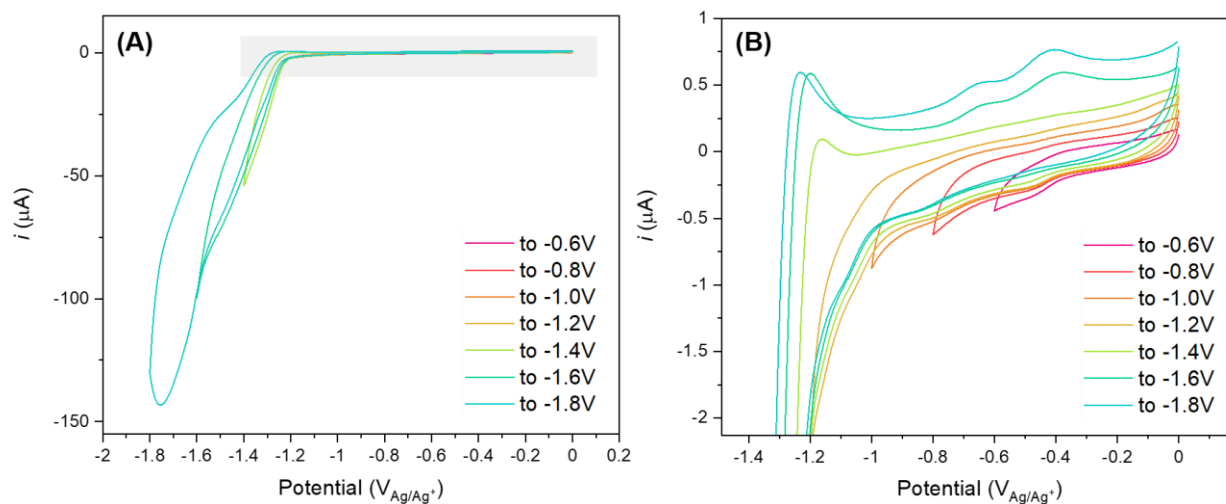 (A)
i (μA)
0
-50
-100
-150
-2
-1.8
-1.6
-1.4
-1.2
-1
-0.8
-0.6
-0.4
-0.2
0
0.2
Potential (V_Ag/Ag⁺)
to -0.6V
to -0.8V
to -1.0V
to -1.2V
to -1.4V
to -1.6V
to -1.8V
(B)
i (μA)
1
0.5
0
-0.5
-1
-1.5
-2
-1.4
-1.2
-1
-0.8
-0.6
-0.4
-0.2
0
Potential (V_Ag/Ag⁺)
to -0.6V
to -0.8V
to -1.0V
to -1.2V
to -1.4V
to -1.6V
to -1.8V